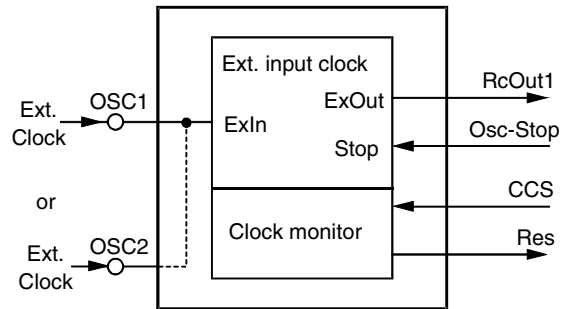 Ext.
Clock
OSC1
Ext. input clock
ExOut
RcOut1
ExIn
Stop
Osc-Stop
or
CCS
Clock monitor
Res
Ext.
Clock
OSC2